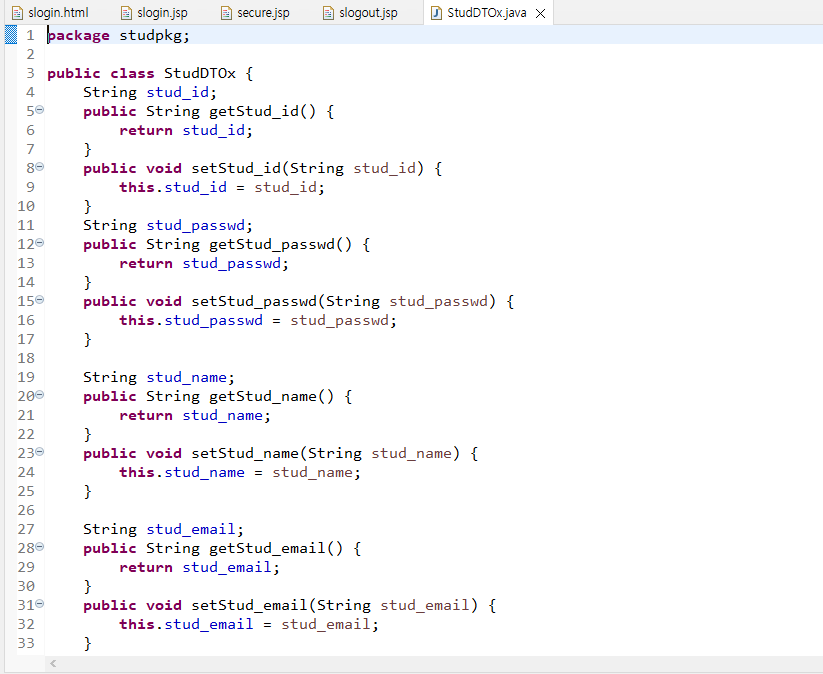 slogin.html slogin.jsp secure.jsp slogout.jsp StudDTOx.java
1 package studpkg;
2
3 public class StudDTOx {
4 String stud_id;
5 public String getStud_id() {
6 return stud_id;
7 }
8 public void setStud_id(String stud_id) {
9 this.stud_id = stud_id;
10 }
11 String stud_passwd;
12 public String getStud_passwd() {
13 return stud_passwd;
14 }
15 public void setStud_passwd(String stud_passwd) {
16 this.stud_passwd = stud_passwd;
17 }
18
19 String stud_name;
20 public String getStud_name() {
21 return stud_name;
22 }
23 public void setStud_name(String stud_name) {
24 this.stud_name = stud_name;
25 }
26
27 String stud_email;
28 public String getStud_email() {
29 return stud_email;
30 }
31 public void setStud_email(String stud_email) {
32 this.stud_email = stud_email;
33 }